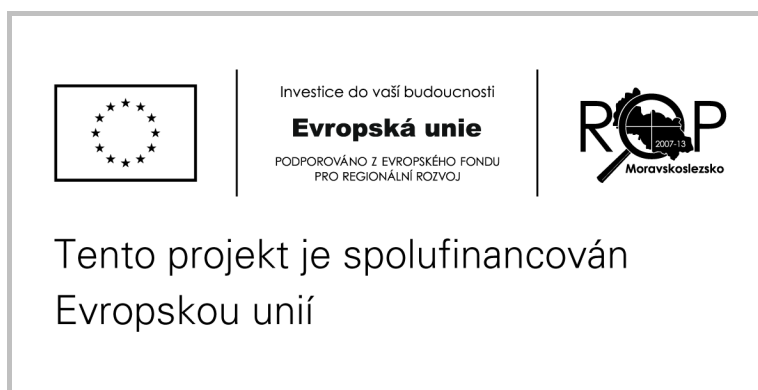 Investice do vaší budoucnosti
Evropská unie
PODPOROVÁNO Z EVROPSKÉHO FONDU
PRO REGIONÁLNÍ ROZVOJ
ROP
2007-13
Moravskoslezsko
Tento projekt je spolufinancován
Evropskou unií